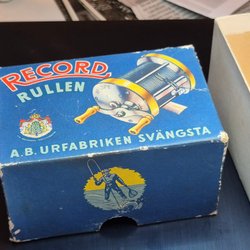 RECORD
RULLEN
A.B. URFABRIKEN SVÄNGSTA